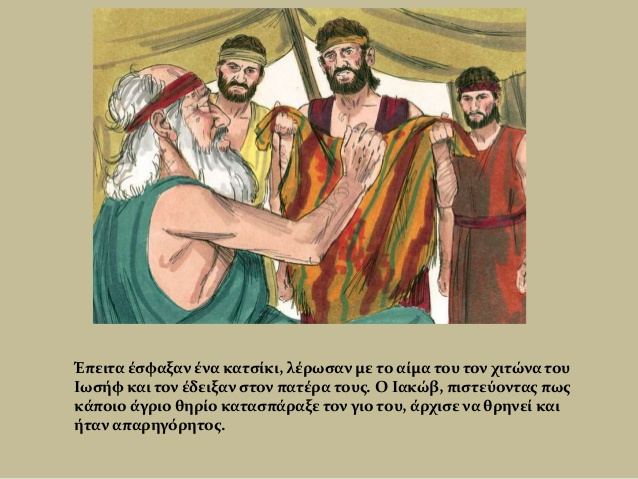 Έπειτα έσφαξαν ένα κατσίκι, λέρωσαν με το αίμα του τον χιτώνα του
Ιωσήφ και τον έδειξαν στον πατέρα τους. Ο Ιακώβ, πιστεύοντας πως
κάποιο άγριο θηρίο κατασπάραξε τον γιο του, άρχισε να θρηνεί και
ήταν απαρηγόρητος.